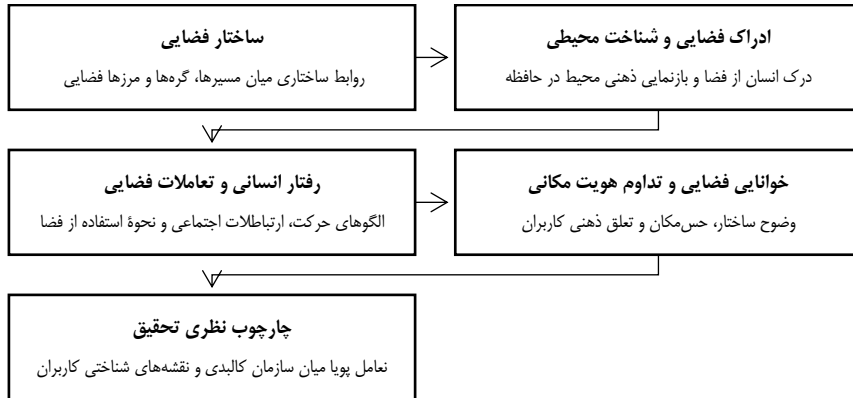 ساختار فضایی
روابط ساختاری میان مسیرها، گره‌ها و مرزها فضایی
ادراک فضایی و شناخت محیطی
درک انسان از فضا و بازنمایی ذهنی محیط در حافظه
رفتار انسانی و تعاملات فضایی
الگوهای حرکت، ارتباطلات اجتماعی و نحوۀ استفاده از فضا
خوانایی فضایی و تداوم هویت مکانی
وضوح ساختار، حس‌مکان و تعلق ذهنی کاربران
چارچوب نظری تحقیق
تعامل پویا میان سازمان کالبدی و نقشه‌های شناختی کاربران